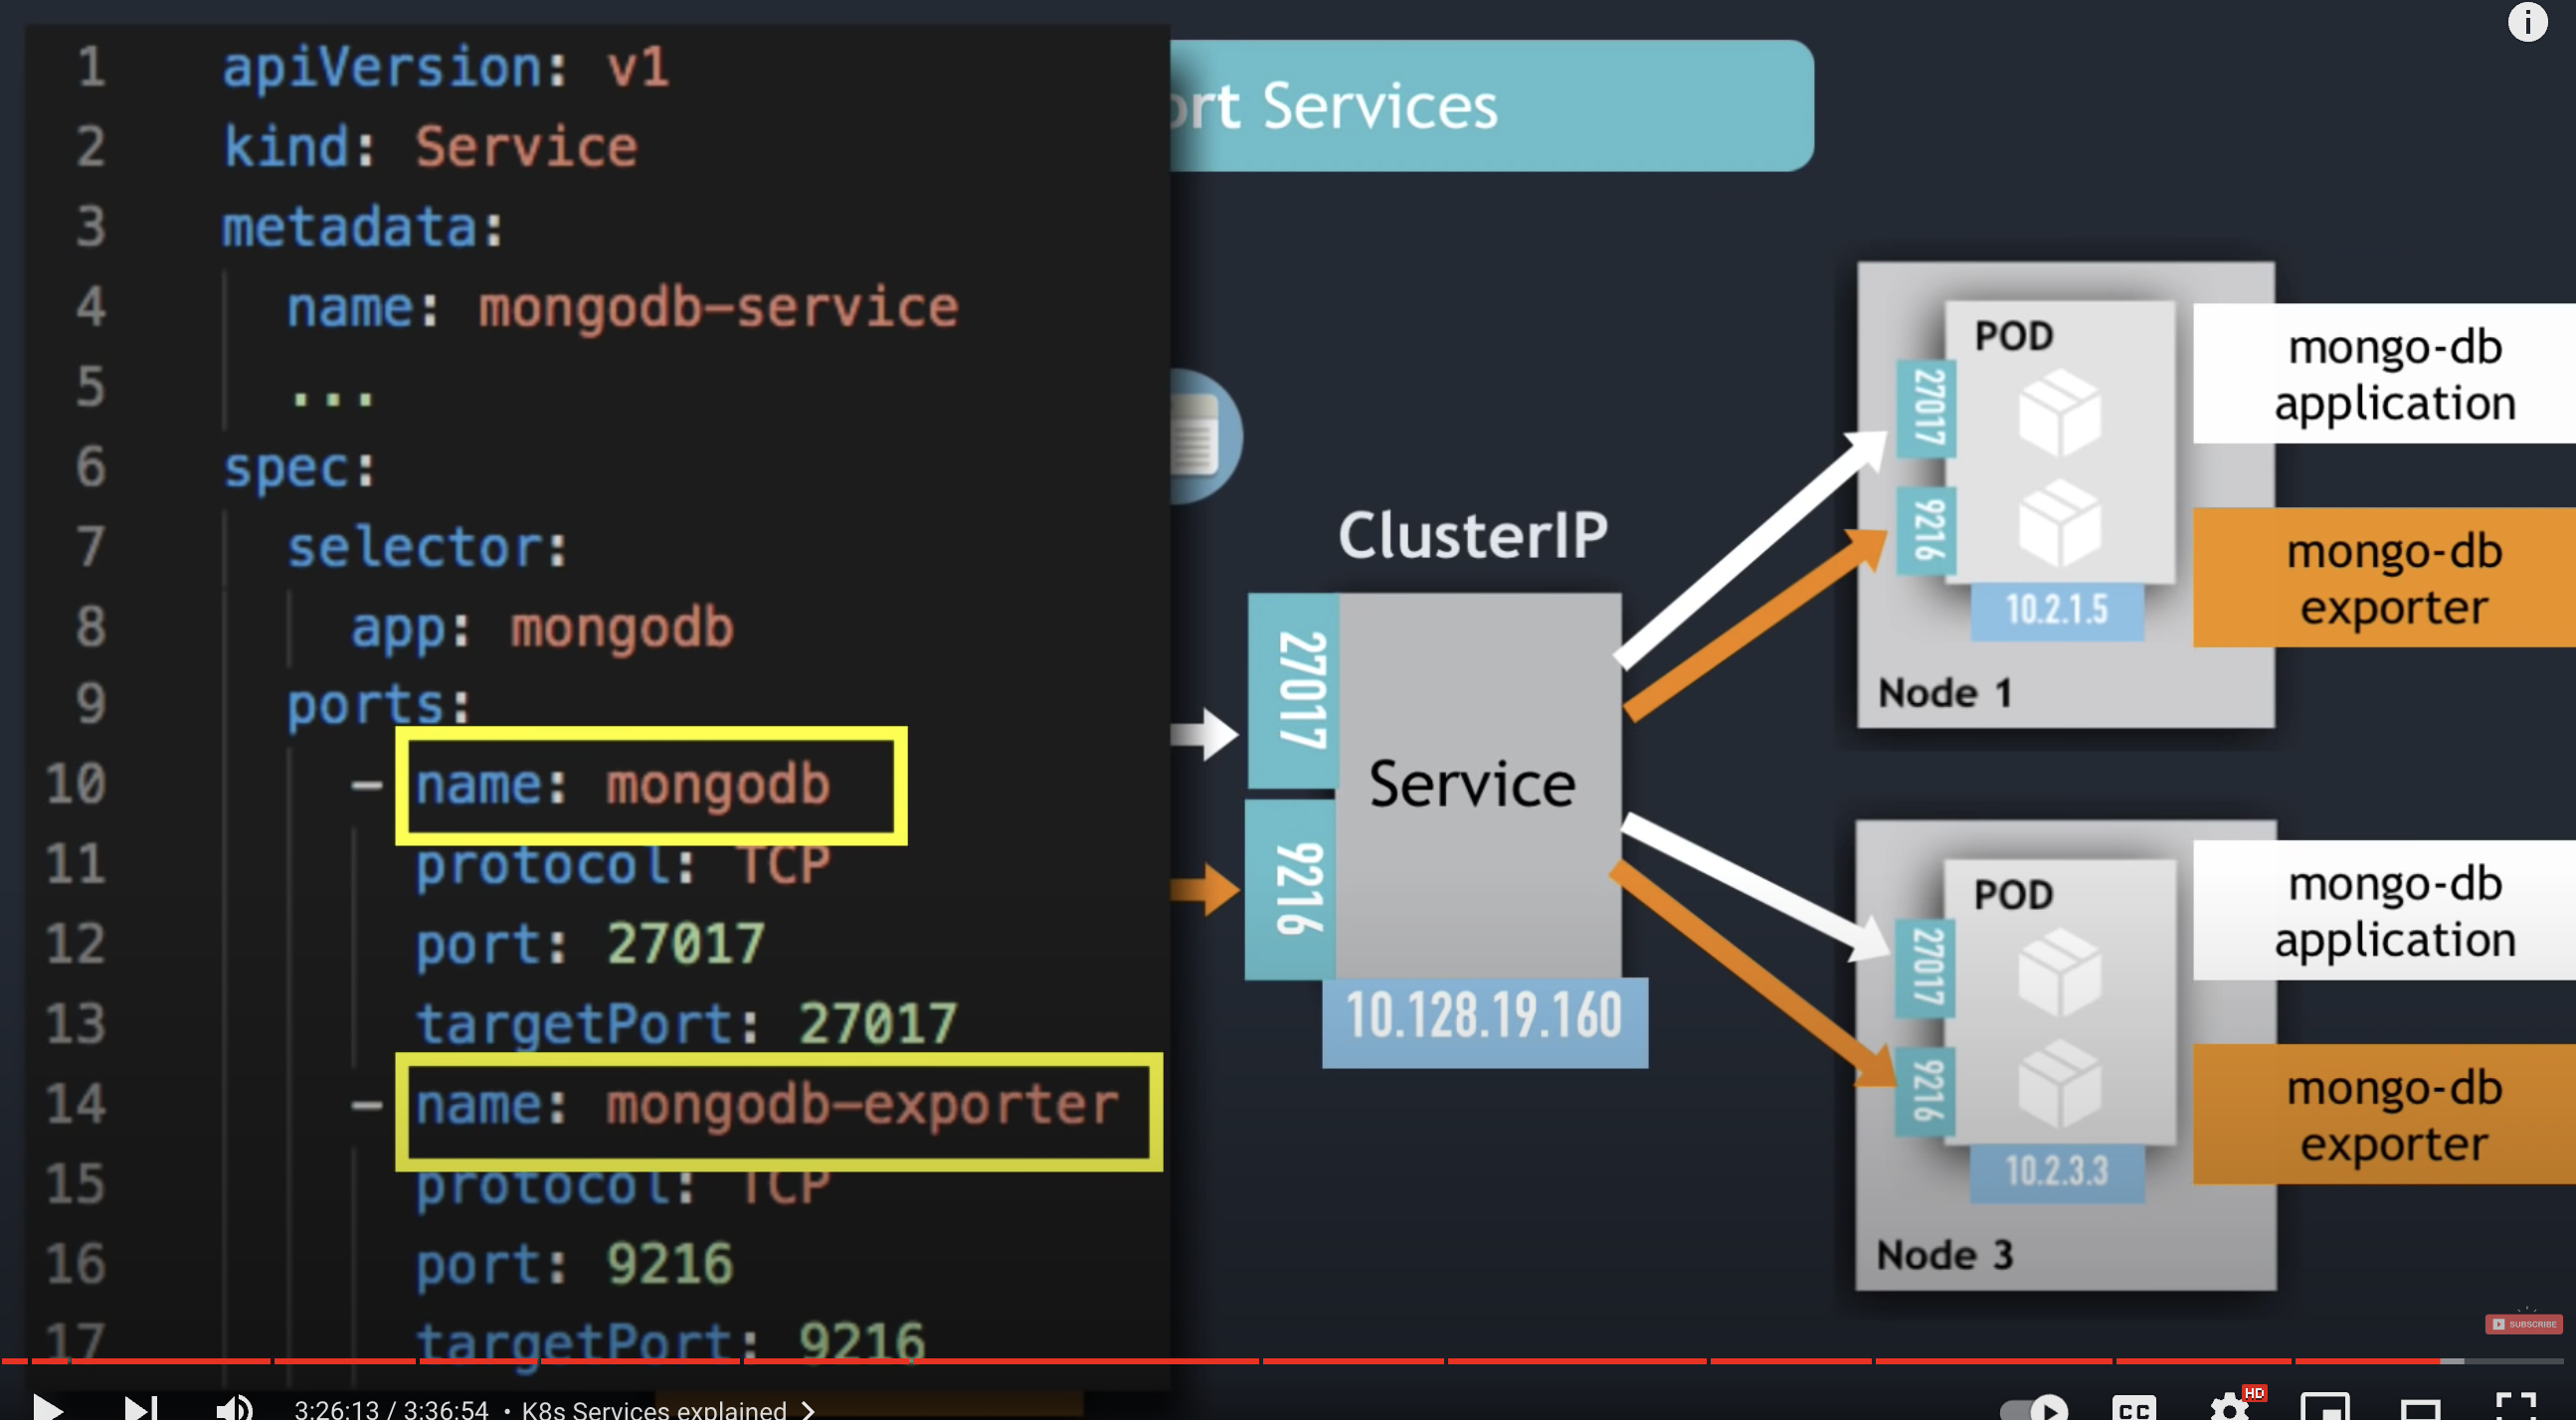 1 apiVersion: v1
2 kind: Service
3 metadata:
4 name: mongodb-service
5 ...
6 spec:
7 selector:
8 app: mongodb
9 ports:
10 - name: mongodb
11 protocol: TCP
12 port: 27017
13 targetPort: 27017
14 - name: mongodb-exporter
15 protocol: TCP
16 port: 9216
17 targetPort: 9216
ort Services
ClusterIP
27017
9216
Service
10.128.19.160
POD
27017
9216
10.2.1.5
Node 1
mongo-db
application
mongo-db
exporter
POD
27017
9216
10.2.3.3
Node 3
mongo-db
application
mongo-db
exporter
i
SUBSCRIBE
3:26:13 / 3:36:54 • K8s Services explained
CC
HD